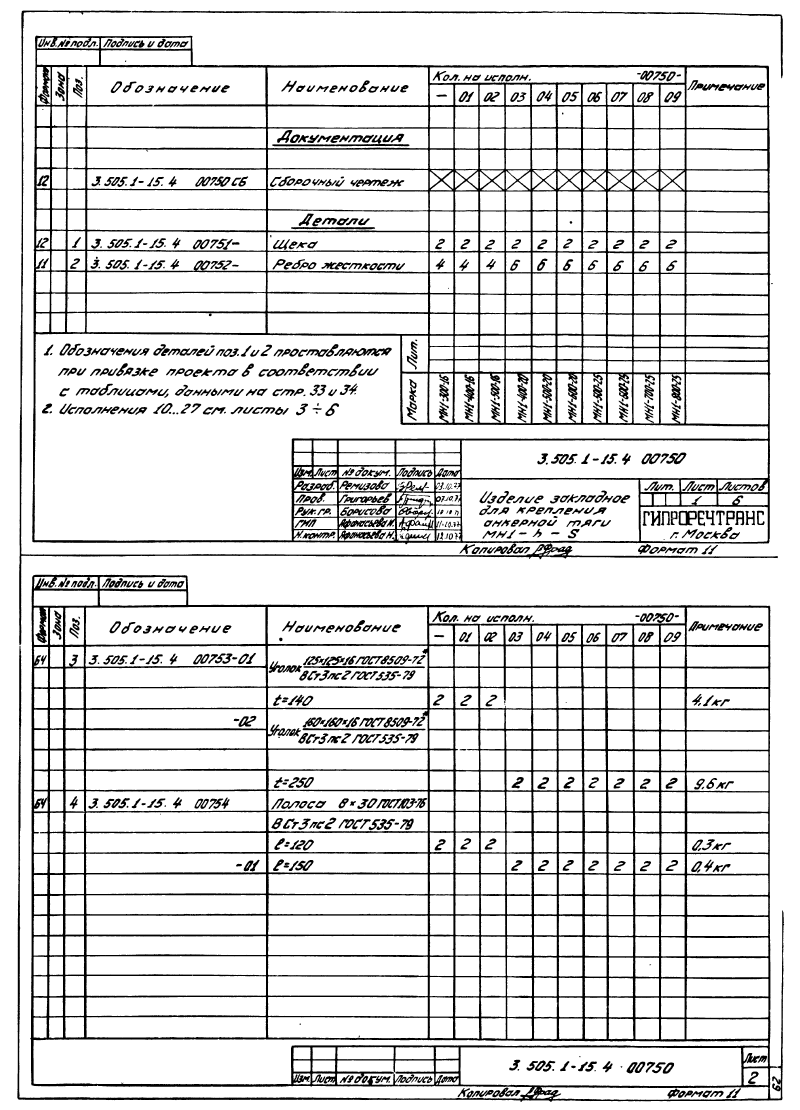 Инв.№ подл. Подпись и дата
Формат Зона Поз. Обозначение Наименование Кол. на исполн. -00750- Примечание
— 01 02 03 04 05 06 07 08 09
Документация
12 3.505.1-15.4 00750 СБ Сборочный чертеж
Детали
12 1 3.505.1-15.4 00751- Щека 2 2 2 2 2 2 2 2 2 2
11 2 3.505.1-15.4 00752- Ребро жесткости 4 4 4 6 6 6 6 6 6 6
1. Обозначения деталей поз.1 и 2 проставляются
при привязке проекта в соответствии
с таблицами, данными на стр. 33 и 34.
2. Исполнения 10...27 см. листы 3÷6
Лит.
Марка МН1-300-16 МН1-400-16 МН1-500-16 МН1-400-20 МН1-500-20 МН1-600-20 МН1-500-25 МН1-600-25 МН1-700-25 МН1-800-25
3.505.1-15.4 00750
Изм. Лист № докум. Подпись Дата
Разраб. Ремизова
Пров. Григорьев
Рук.гр. Борисова
ГИП Афанасьева Н.
Н.контр. Афанасьева Н.
Изделие закладное
для крепления
анкерной тяги
МН1-h-S
Лит. Лист Листов
1 6
ГИПРОРЕЧТРАНС
г. Москва
Копировал Формат 11
Инв.№ подл. Подпись и дата
Формат Зона Поз. Обозначение Наименование Кол. на исполн. -00750- Примечание
— 01 02 03 04 05 06 07 08 09
БЧ 3 3.505.1-15.4 00753-01 Уголок 125×125×16 ГОСТ 8509-72*
ВСт3пс2 ГОСТ 535-79
ℓ=140 2 2 2 4,1кг
-02 Уголок 160×160×16 ГОСТ 8509-72*
ВСт3пс2 ГОСТ 535-79
ℓ=250 2 2 2 2 2 2 2 9,6кг
БЧ 4 3.505.1-15.4 00754 Полоса 8×30 ГОСТ 103-76
ВСт3пс2 ГОСТ 535-79
ℓ=120 2 2 2 0,3кг
-01 ℓ=150 2 2 2 2 2 2 2 0,4кг
3.505.1-15.4 00750
Лист
2
Изм. Лист № докум. Подпись Дата
Копировал Формат 11
62